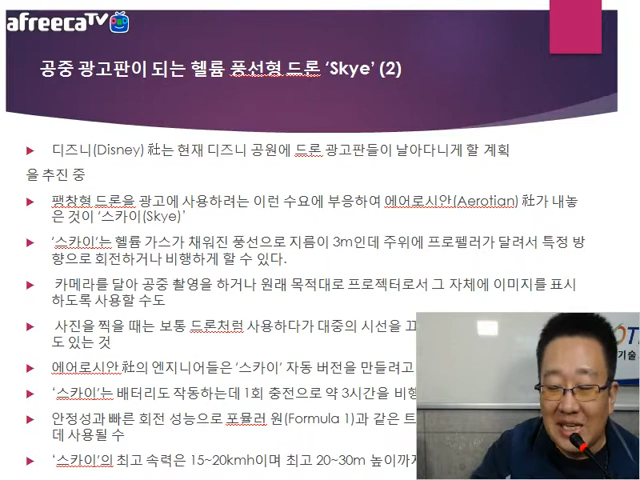 afreecaTV
공중 광고판이 되는 헬륨 풍선형 드론 ‘Skye’ (2)
디즈니(Disney) 社는 현재 디즈니 공원에 드론 광고판들이 날아다니게 할 계획
을 추진 중
팽창형 드론을 광고에 사용하려는 이런 수요에 부응하여 에어로시안(Aerotian) 社가 내놓
은 것이 ‘스카이(Skye)’
‘스카이’는 헬륨 가스가 채워진 풍선으로 지름이 3m인데 주위에 프로펠러가 달려서 특정 방
향으로 회전하거나 비행하게 할 수 있다.
카메라를 달아 공중 촬영을 하거나 원래 목적대로 프로젝터로서 그 자체에 이미지를 표시
하도록 사용할 수도
사진을 찍을 때는 보통 드론처럼 사용하다가 대중의 시선을 끄
도 있는 것
에어로시안 社의 엔지니어들은 ‘스카이’ 자동 버전을 만들려고
‘스카이’는 배터리도 작동하는데 1회 충전으로 약 3시간을 비행
안정성과 빠른 회전 성능으로 포뮬러 원(Formula 1)과 같은 트
데 사용될 수
‘스카이’의 최고 속력은 15~20kmh이며 최고 20~30m 높이까지
기술